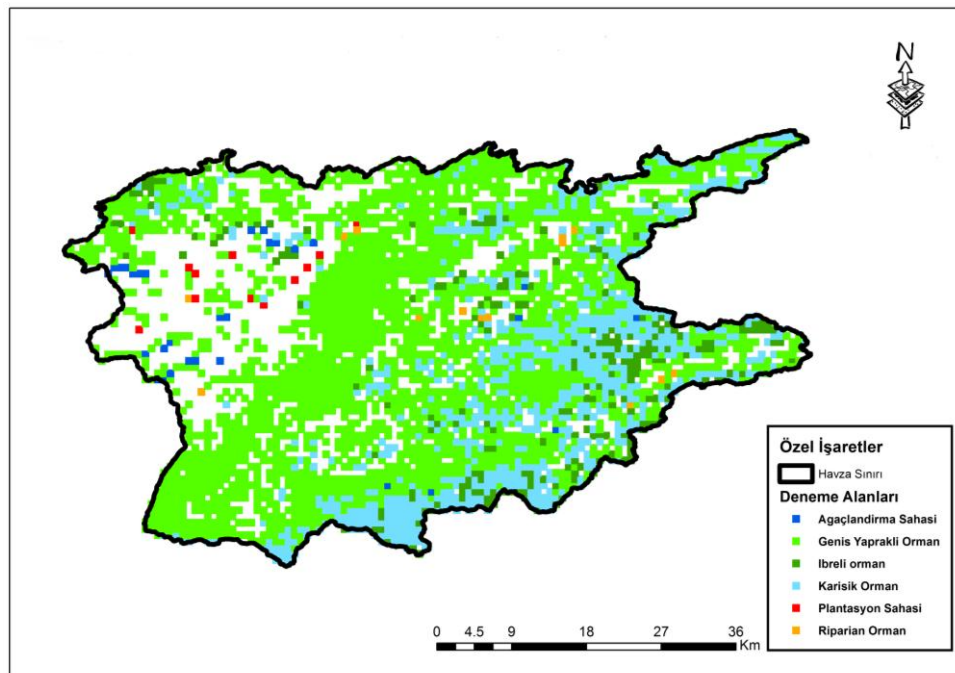 N
Özel İşaretler
Havza Sınırı
Deneme Alanları
Agaçlandirma Sahasi
Genis Yaprakli Orman
Ibreli orman
Karisik Orman
Plantasyon Sahasi
Riparian Orman
0 4.5 9 18 27 36
Km